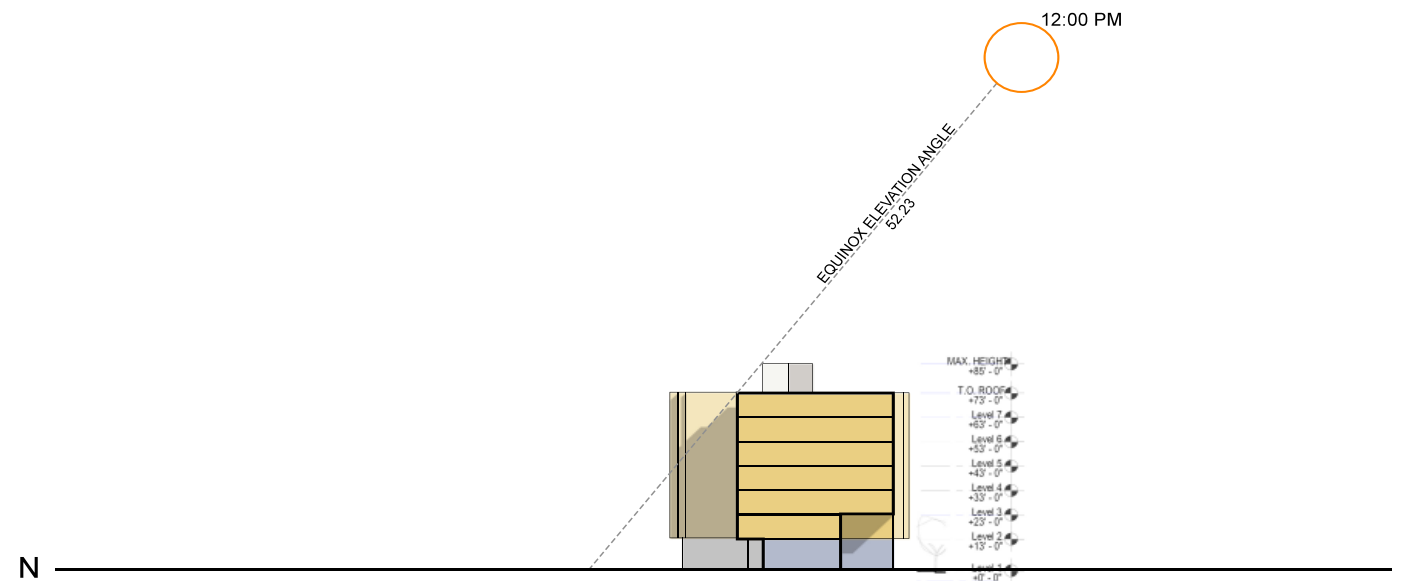 12:00 PM
EQUINOX ELEVATION ANGLE
52.23
MAX. HEIGHT
+85' - 0"
T.O. ROOF
+73' - 0"
Level 7
+63' - 0"
Level 6
+53' - 0"
Level 5
+43' - 0"
Level 4
+33' - 0"
Level 3
+23' - 0"
Level 2
+13' - 0"
Level 1
+0' - 0"
N